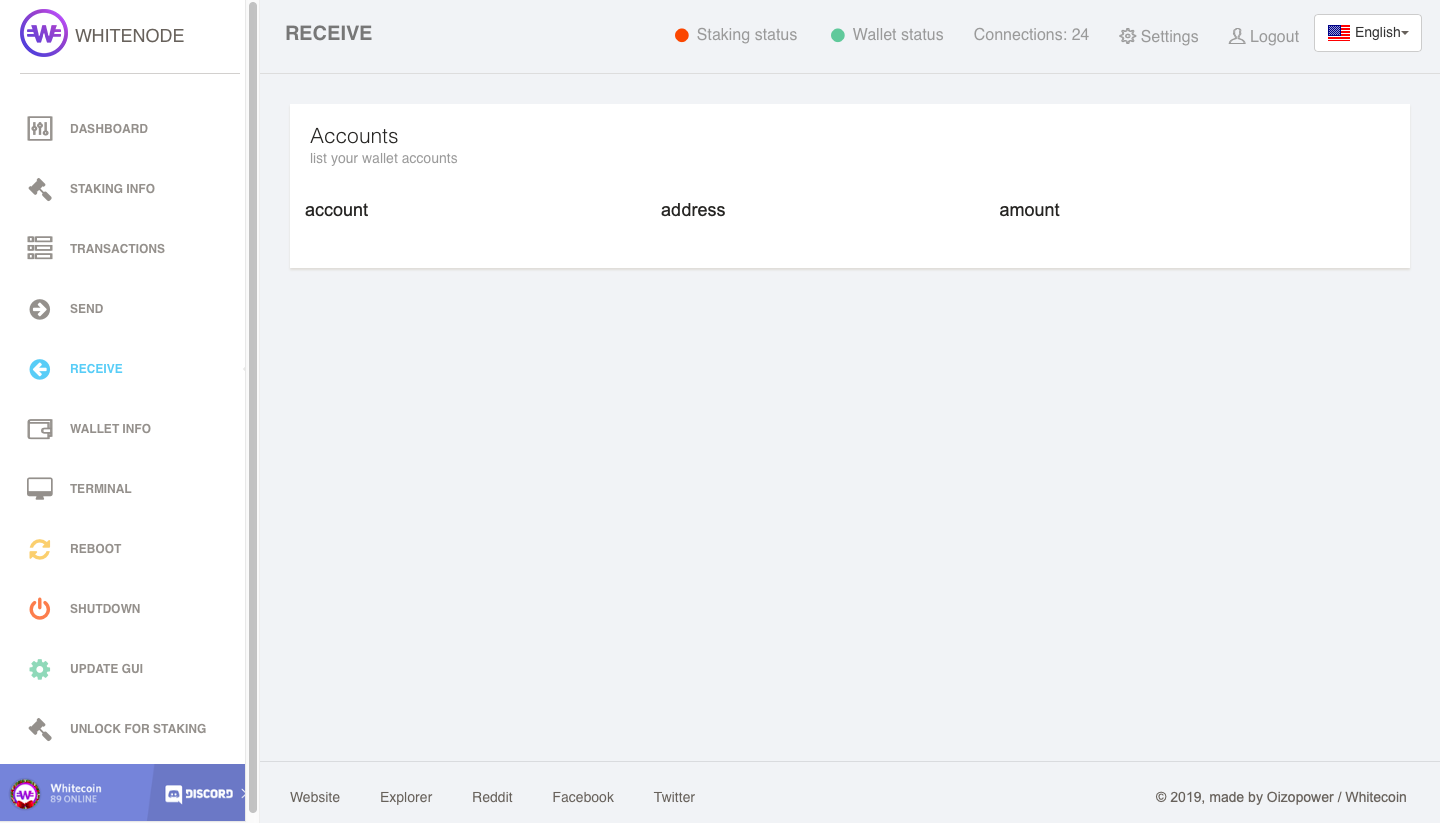 WHITENODE
RECEIVE
Staking status
Wallet status
Connections: 24
Settings
Logout
English
DASHBOARD
STAKING INFO
TRANSACTIONS
SEND
RECEIVE
WALLET INFO
TERMINAL
REBOOT
SHUTDOWN
UPDATE GUI
UNLOCK FOR STAKING
Whitecoin
89 ONLINE
DISCORD
Accounts
list your wallet accounts
account address amount
Website Explorer Reddit Facebook Twitter
© 2019, made by Oizopower / Whitecoin